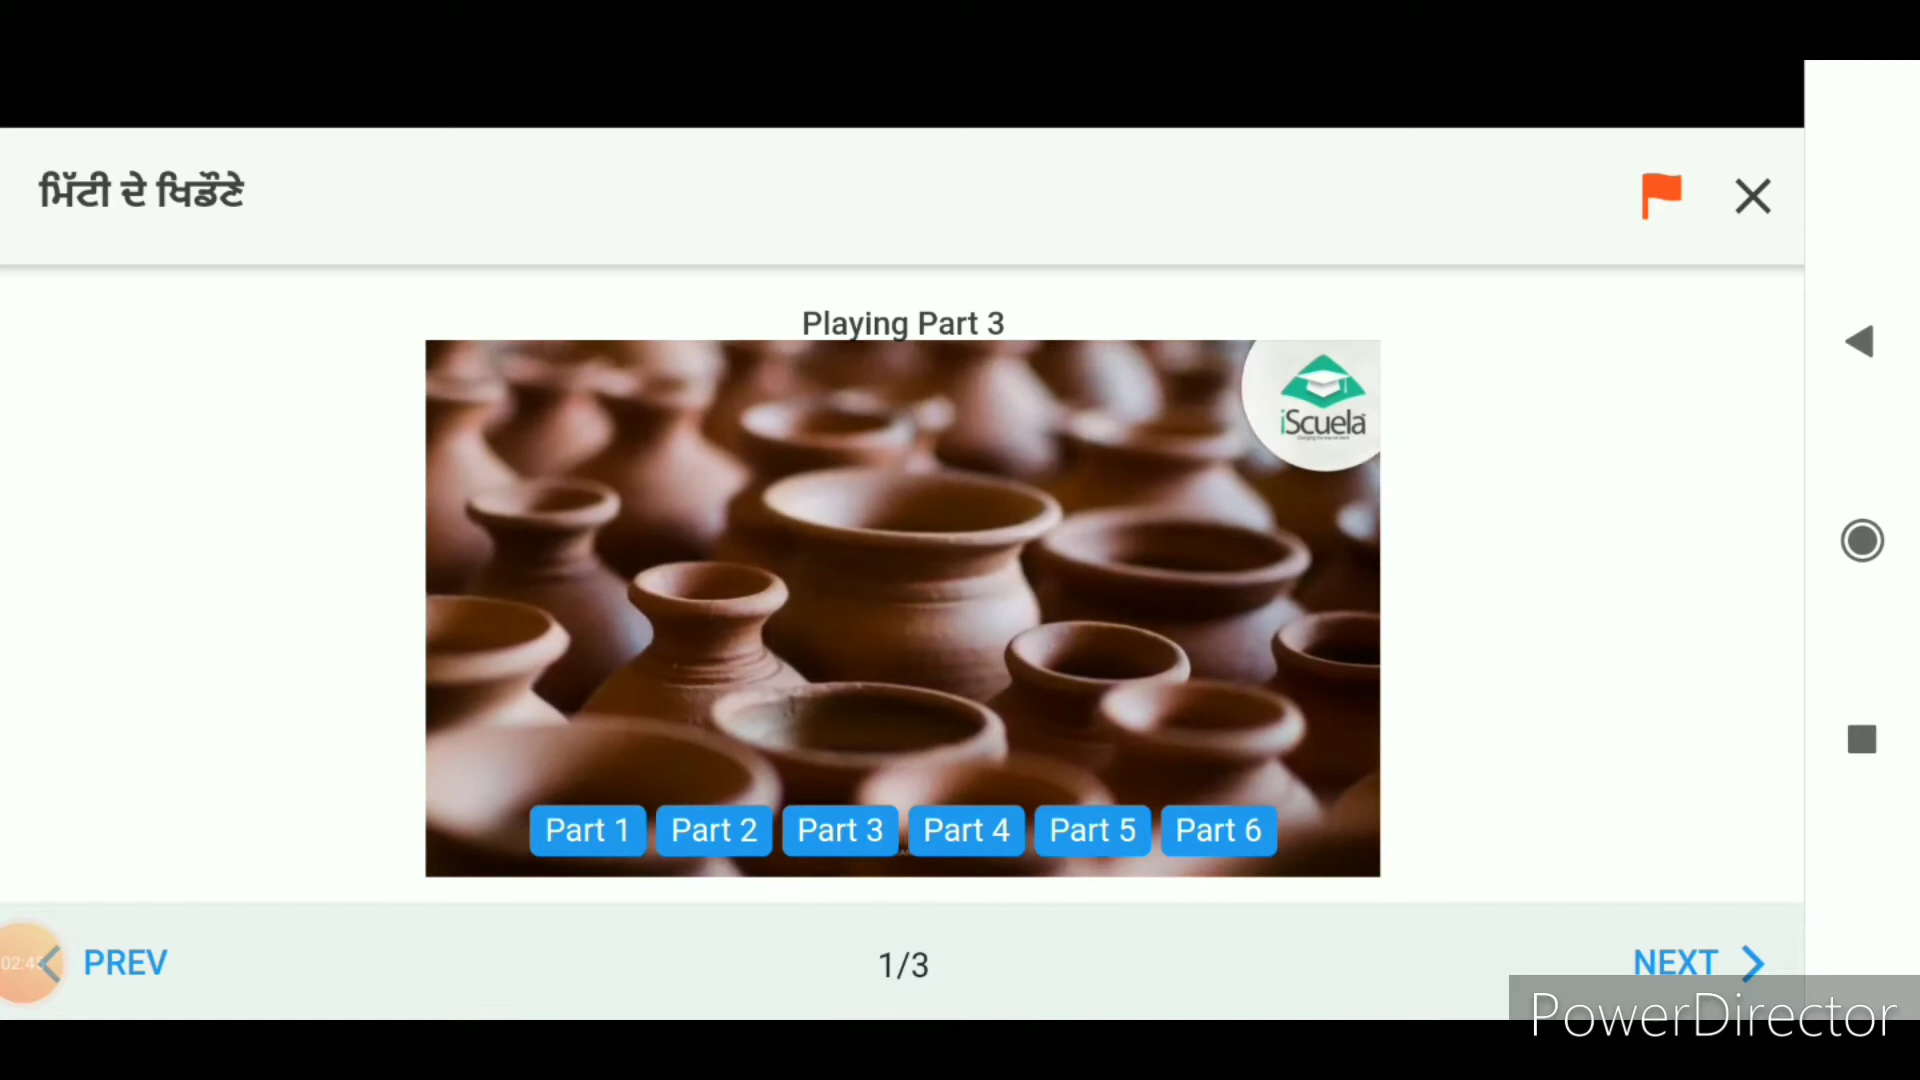 ਮਿੱਟੀ ਦੇ ਖਿਡੌਣੇ
Playing Part 3
iScuela
Part 1 Part 2 Part 3 Part 4 Part 5 Part 6
PREV 1/3 NEXT
PowerDirector